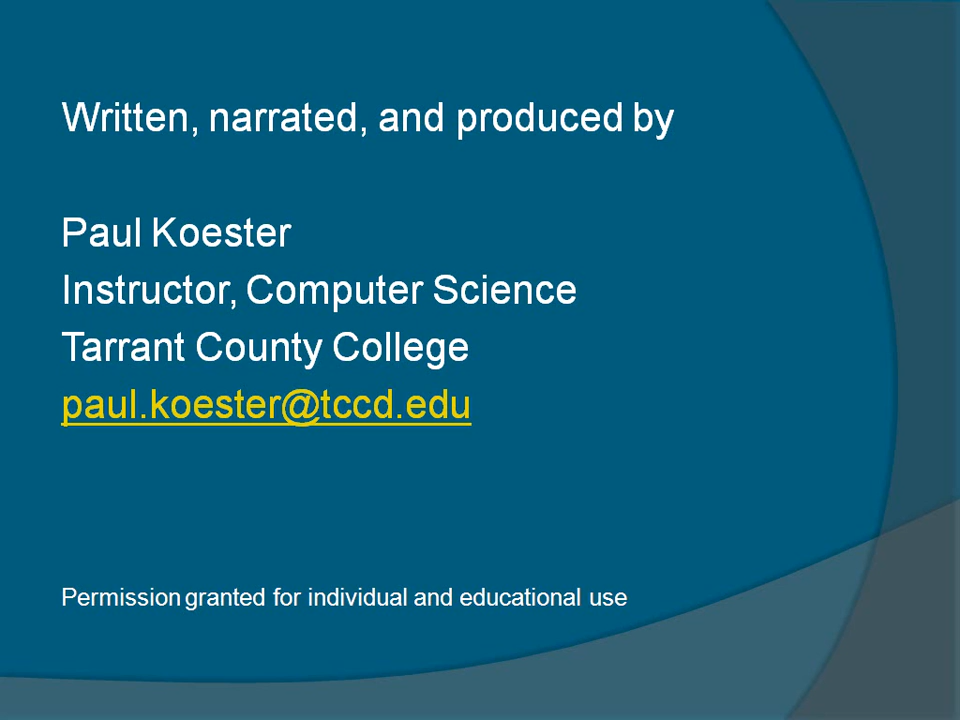 Written, narrated, and produced by
Paul Koester
Instructor, Computer Science
Tarrant County College
paul.koester@tccd.edu
Permission granted for individual and educational use